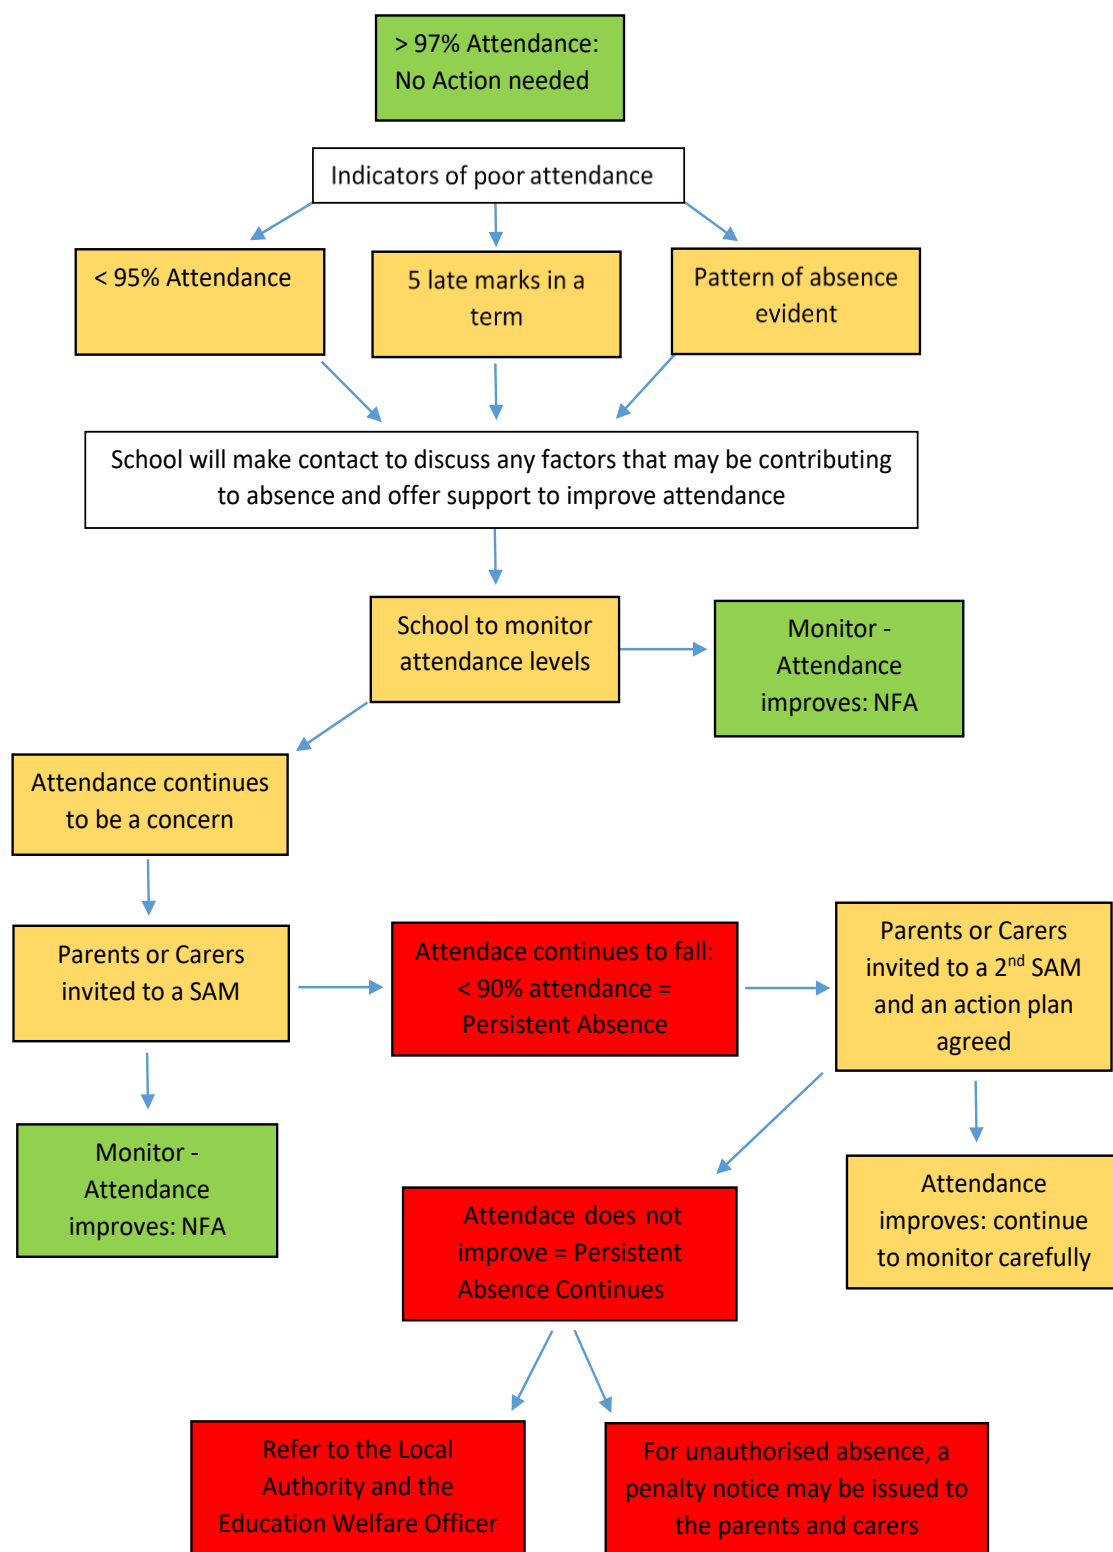 > 97% Attendance:
No Action needed
Indicators of poor attendance
< 95% Attendance
5 late marks in a
term
Pattern of absence
evident
School will make contact to discuss any factors that may be contributing
to absence and offer support to improve attendance
School to monitor
attendance levels
Monitor -
Attendance
improves: NFA
Attendance continues
to be a concern
Parents or Carers
invited to a SAM
Attendace continues to fall:
< 90% attendance =
Persistent Absence
Parents or Carers
invited to a 2nd SAM
and an action plan
agreed
Monitor -
Attendance
improves: NFA
Attendace does not
improve = Persistent
Absence Continues
Attendance
improves: continue
to monitor carefully
Refer to the Local
Authority and the
Education Welfare Officer
For unauthorised absence, a
penalty notice may be issued to
the parents and carers